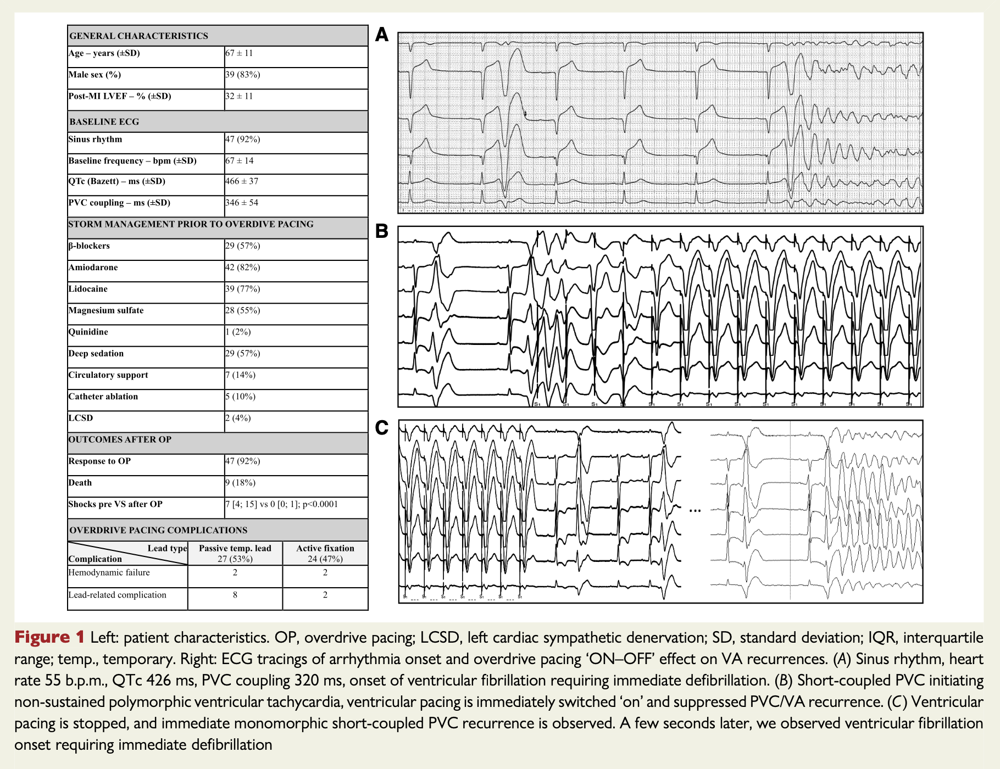 GENERAL CHARACTERISTICS
Age – years (±SD) 67 ± 11
Male sex (%) 39 (83%)
Post-MI LVEF – % (±SD) 32 ± 11
BASELINE ECG
Sinus rhythm 47 (92%)
Baseline frequency – bpm (±SD) 67 ± 14
QTc (Bazett) – ms (±SD) 466 ± 37
PVC coupling – ms (±SD) 346 ± 54
STORM MANAGEMENT PRIOR TO OVERDIVE PACING
β-blockers 29 (57%)
Amiodarone 42 (82%)
Lidocaine 39 (77%)
Magnesium sulfate 28 (55%)
Quinidine 1 (2%)
Deep sedation 29 (57%)
Circulatory support 7 (14%)
Catheter ablation 5 (10%)
LCSD 2 (4%)
OUTCOMES AFTER OP
Response to OP 47 (92%)
Death 9 (18%)
Shocks pre VS after OP 7 [4; 15] vs 0 [0; 1]; p<0.0001
OVERDRIVE PACING COMPLICATIONS
Lead type Passive temp. lead Active fixation
Complication 27 (53%) 24 (47%)
Hemodynamic failure 2 2
Lead-related complication 8 2
A
B
S1 S1 S1 S1 S1 S1 S1 S1 S1 S1 S1 S1 S1 S1
C
...
S1 S1 S1 S1 S1 S1 S1
Figure 1 Left: patient characteristics. OP, overdrive pacing; LCSD, left cardiac sympathetic denervation; SD, standard deviation; IQR, interquartile
range; temp., temporary. Right: ECG tracings of arrhythmia onset and overdrive pacing ‘ON–OFF’ effect on VA recurrences. (A) Sinus rhythm, heart
rate 55 b.p.m., QTc 426 ms, PVC coupling 320 ms, onset of ventricular fibrillation requiring immediate defibrillation. (B) Short-coupled PVC initiating
non-sustained polymorphic ventricular tachycardia, ventricular pacing is immediately switched ‘on’ and suppressed PVC/VA recurrence. (C) Ventricular
pacing is stopped, and immediate monomorphic short-coupled PVC recurrence is observed. A few seconds later, we observed ventricular fibrillation
onset requiring immediate defibrillation